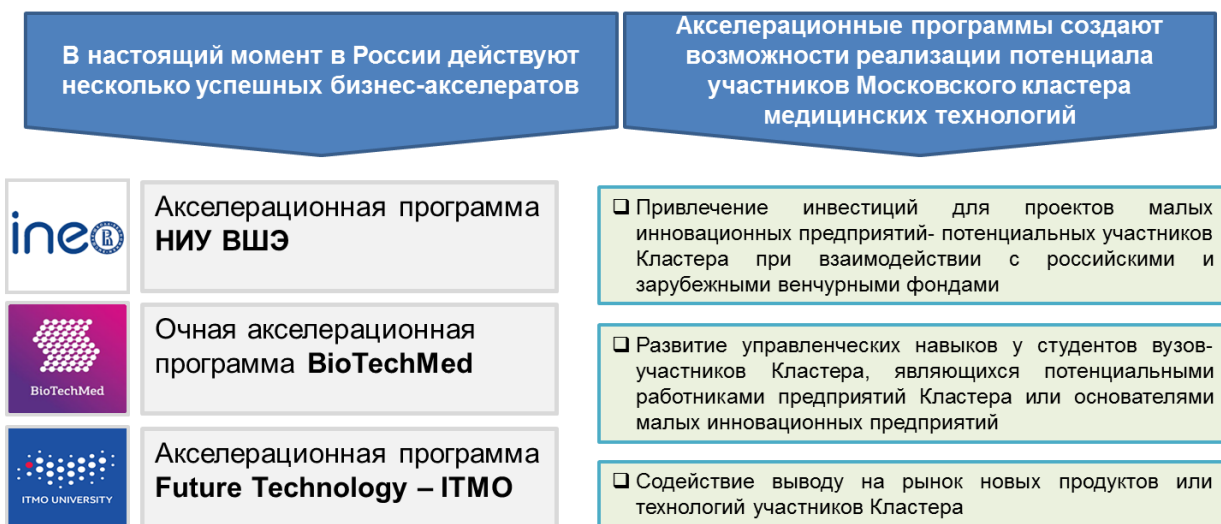 В настоящий момент в России действуют
несколько успешных бизнес-акселератов
Акселерационные программы создают
возможности реализации потенциала
участников Московского кластера
медицинских технологий
ineo
Акселерационная программа
НИУ ВШЭ
BioTechMed
Очная акселерационная
программа BioTechMed
ITMO UNIVERSITY
Акселерационная программа
Future Technology – ITMO
Привлечение инвестиций для проектов малых
инновационных предприятий- потенциальных участников
Кластера при взаимодействии с российскими и
зарубежными венчурными фондами
Развитие управленческих навыков у студентов вузов-
участников Кластера, являющихся потенциальными
работниками предприятий Кластера или основателями
малых инновационных предприятий
Содействие выводу на рынок новых продуктов или
технологий участников Кластера